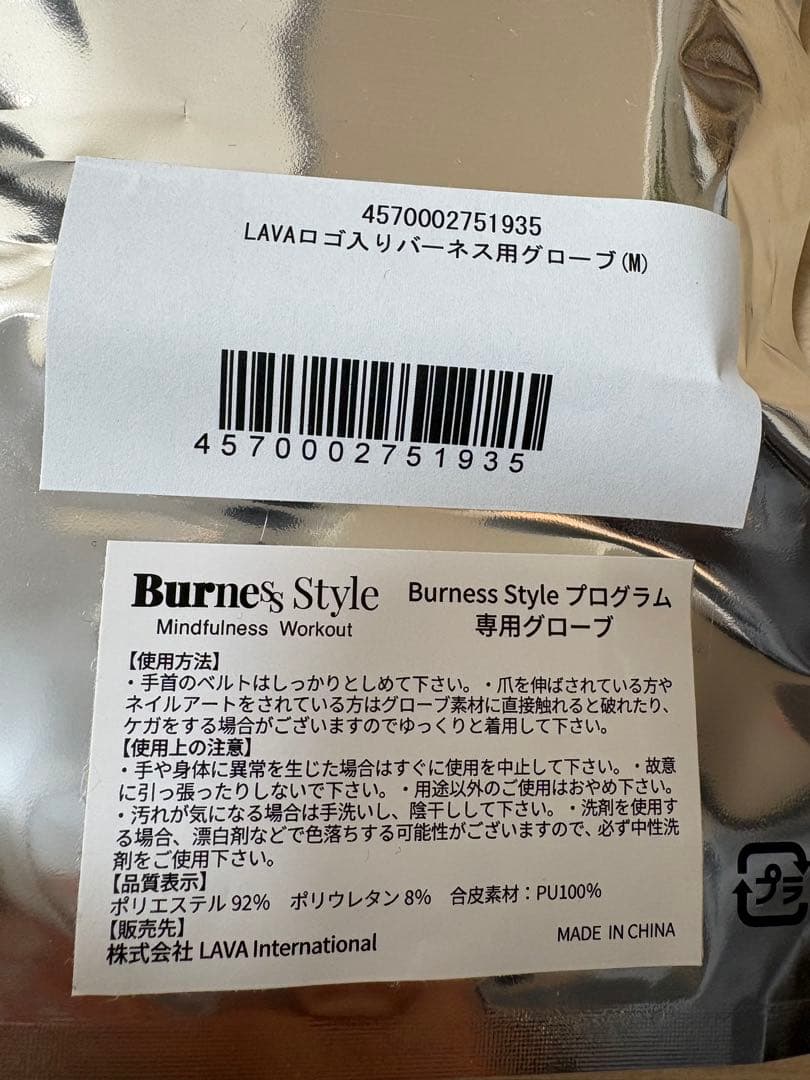 4570002751935
LAVAロゴ入りバーネス用グローブ(M)
4570002751935
Burness Style
Mindfulness Workout
Burness Style プログラム
専用グローブ
【使用方法】
・手首のベルトはしっかりとしめて下さい。・爪を伸ばされている方や
ネイルアートをされている方はグローブ素材に直接触れると破れたり、
ケガをする場合がございますのでゆっくりと着用して下さい。
【使用上の注意】
・手や身体に異常を生じた場合はすぐに使用を中止して下さい。・故意
に引っ張ったりしないで下さい。・用途以外のご使用はおやめ下さい。
・汚れが気になる場合は手洗いし、陰干しして下さい。・洗剤を使用す
る場合、漂白剤などで色落ちする可能性がございますので、必ず中性洗
剤をご使用下さい。
【品質表示】
ポリエステル 92%　ポリウレタン 8%　合皮素材：PU100%
【販売先】
株式会社 LAVA International
MADE IN CHINA
プラ